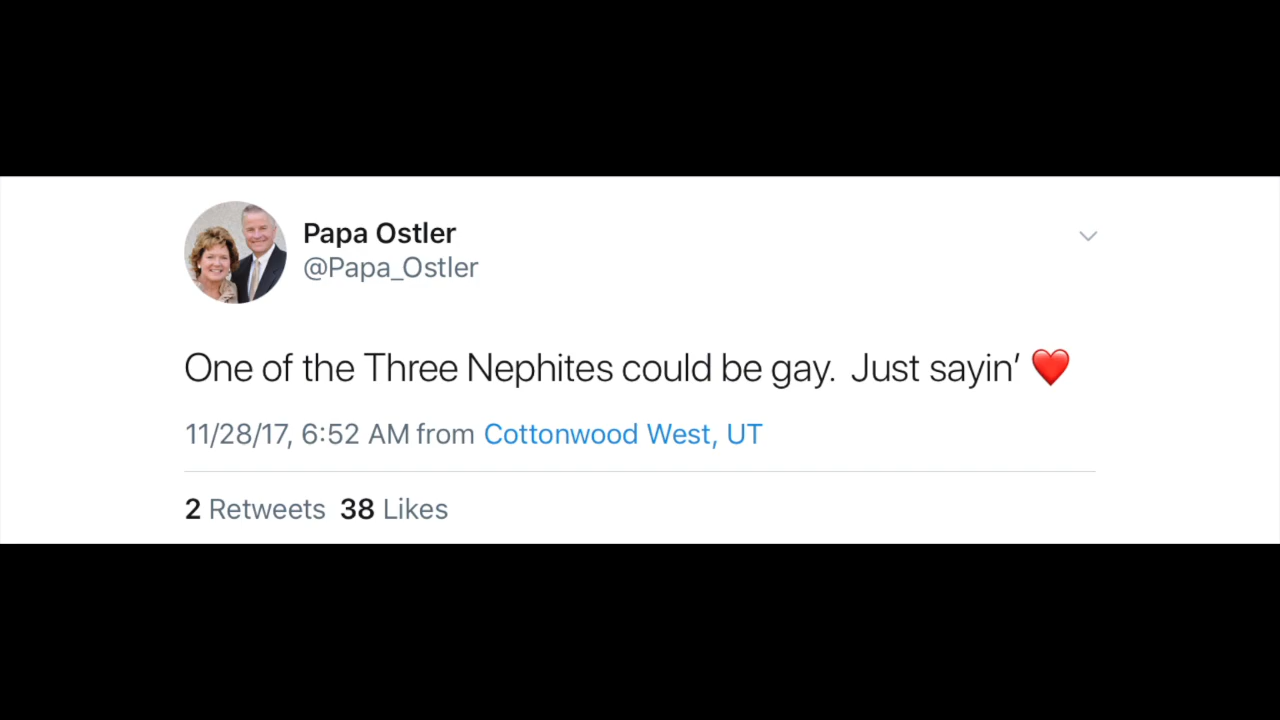 Papa Ostler
@Papa_Ostler
One of the Three Nephites could be gay.  Just sayin’ ❤️
11/28/17, 6:52 AM from Cottonwood West, UT
2 Retweets  38 Likes